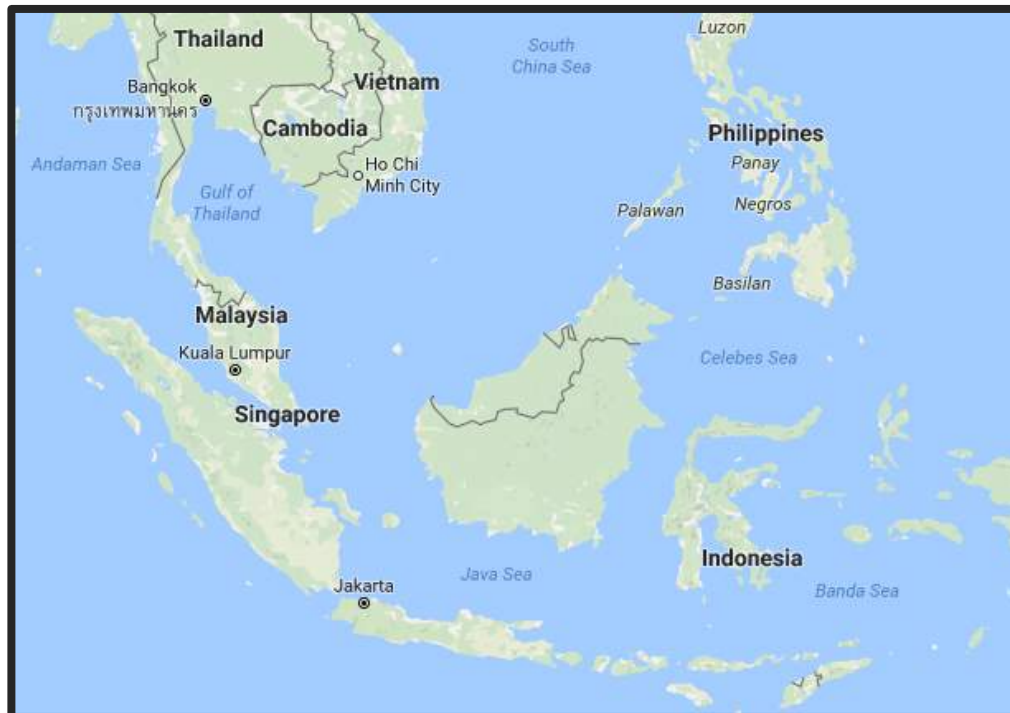 Luzon
Thailand
South
China Sea
Vietnam
Bangkok
กรุงเทพมหานคร
Cambodia
Philippines
Andaman Sea
Ho Chi
Minh City
Panay
Gulf of
Thailand
Palawan
Negros
Basilan
Malaysia
Kuala Lumpur
Celebes Sea
Singapore
Indonesia
Java Sea
Jakarta
Banda Sea